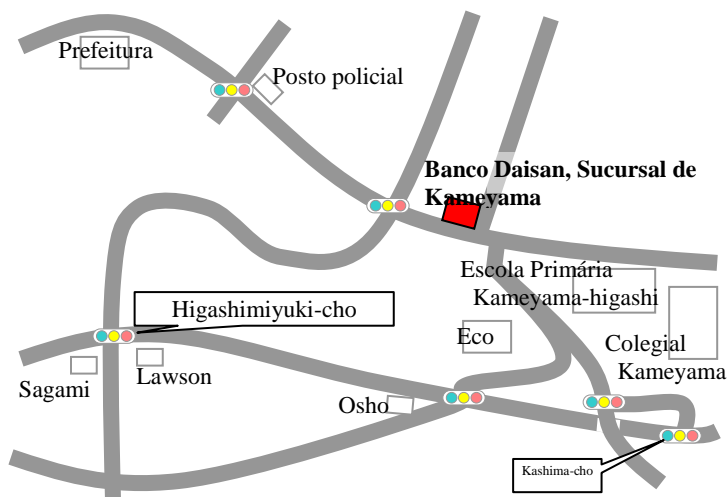 Prefeitura
Posto policial
Banco Daisan, Sucursal de
Kameyama
Escola Primária
Kameyama-higashi
Higashimiyuki-cho
Eco
Colegial
Kameyama
Sagami
Lawson
Osho
Kashima-cho